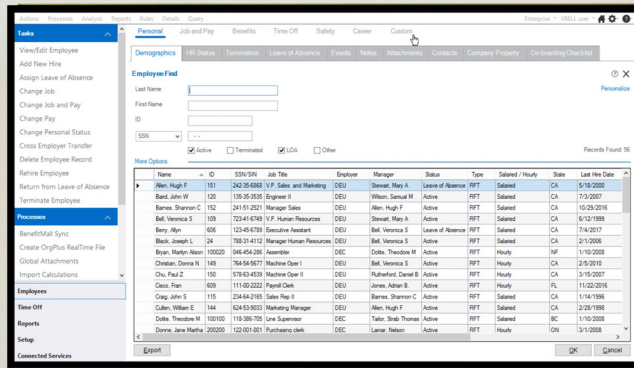 Actions Processes Analysis Reports Rules Details Query Enterprise VBELL user
Tasks
View/Edit Employee
Add New Hire
Assign Leave of Absence
Change Job
Change Job and Pay
Change Pay
Change Personal Status
Cross Employer Transfer
Delete Employee Record
Rehire Employee
Return from Leave of Absence
Terminate Employee
Processes
BenefitMall Sync
Create OrgPlus RealTime File
Global Attachments
Import Calculations
Employees
Time Off
Reports
Setup
Connected Services
Personal Job and Pay Benefits Time Off Safety Career Custom
Demographics HR Status Termination Leave of Absence Events Notes Attachments Contacts Company Property On-boarding Checklist
Employee Find
Personalize
Last Name
First Name
ID
SSN - -
Active Terminated LOA Other
Records Found 56
More Options
Name ID SSN/SIN Job Title Employer Manager Status Type Salaried / Hourly State Last Hire Date
Allen, Hugh F 151 242-35-6868 V.P. Sales and Marketing DEU Stewart, Mary A Leave of Absence RFT Salaried CA 5/18/2000
Baird, John W 120 135-35-3535 Engineer II DEU Wilson, Samual M Active RFT Salaried CA 7/3/2007
Barnes, Shannon C 152 241-51-2521 Manager Sales DEU Allen, Hugh F Active RFT Salaried CA 10/29/2016
Bell, Veronica S 109 723-41-6749 V.P. Human Resources DEU Stewart, Mary A Active RFT Salaried CA 6/12/1999
Berry, Allyn 606 123-45-6789 Executive Assistant DEU Bell, Veronica S Leave of Absence RFT Salaried CA 7/4/2017
Black, Joseph L 24 788-31-4112 Manager Human Resources DEU Bell, Veronica S Active RFT Salaried CA 2/1/2006
Bryan, Marilyn Alison 100020 046-454-286 Assembler DEC Dolte, Theodore M Active RFT Hourly NF 1/10/2008
Christian, Donna N 149 764-54-5677 Machine Oper I DEU Bell, Veronica S Active RFT Hourly CA 2/5/2010
Chu, Paul Z 150 578-63-4539 Machine Oper II DEU Rutherford, Daniel B Active RFT Hourly CA 3/15/2007
Cisco, Fran 609 111-00-2222 Payroll Clerk DEU Jones, Adrian B. Active RFT Hourly FL 11/22/2016
Craig, John S 115 234-64-2165 Sales Rep II DEU Barnes, Shannon C Active RFT Salaried CA 1/14/1996
Cullen, William E 144 624-53-9033 Marketing Manager DEU Allen, Hugh F Active RFT Salaried CA 2/28/1998
Dolte, Theodore M 100100 118-386-705 Line Supervisor DEC Tailor, Strab Thomas Active RFT Salaried BC 1/10/2008
Donne, Jane Martha 200200 122-001-001 Purchasing clerk DEC Lamar, Nelson Active RFT Hourly ON 3/1/2008
Export OK Cancel